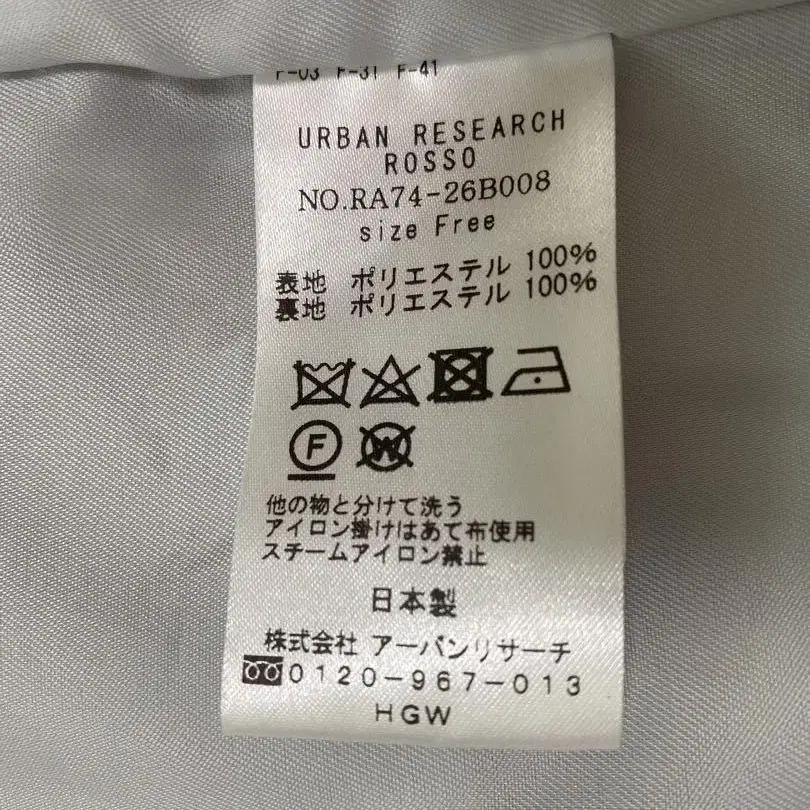 F-03 F-31 F-41
URBAN RESEARCH
ROSSO
NO.RA74-26B008
size Free
表地 ポリエステル 100%
裏地 ポリエステル 100%
F W
他の物と分けて洗う
アイロン掛けはあて布使用
スチームアイロン禁止
日本製
株式会社 アーバンリサーチ
0120-967-013
HGW